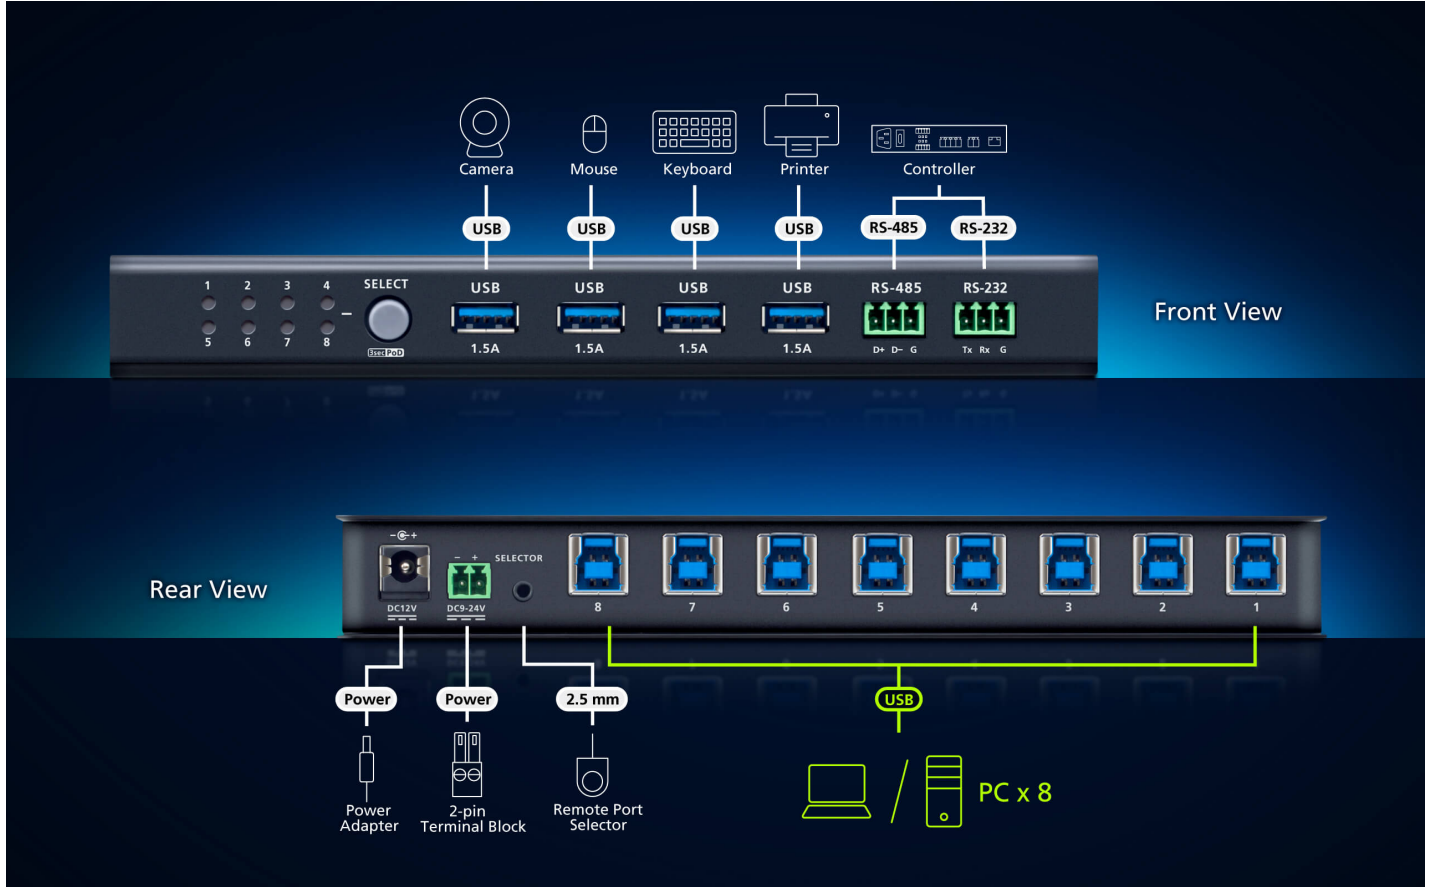 Camera
Mouse
Keyboard
Printer
Controller
USB
USB
USB
USB
RS-485
RS-232
1 2 3 4
SELECT
USB
USB
USB
USB
RS-485
RS-232
Front View
5 6 7 8
3sec PoD
1.5A
1.5A
1.5A
1.5A
D+ D- G
Tx Rx G
Rear View
- +
- +
SELECTOR
DC12V
DC9-24V
8
7
6
5
4
3
2
1
Power
Power
2.5 mm
USB
Power
Adapter
2-pin
Terminal Block
Remote Port
Selector
PC x 8